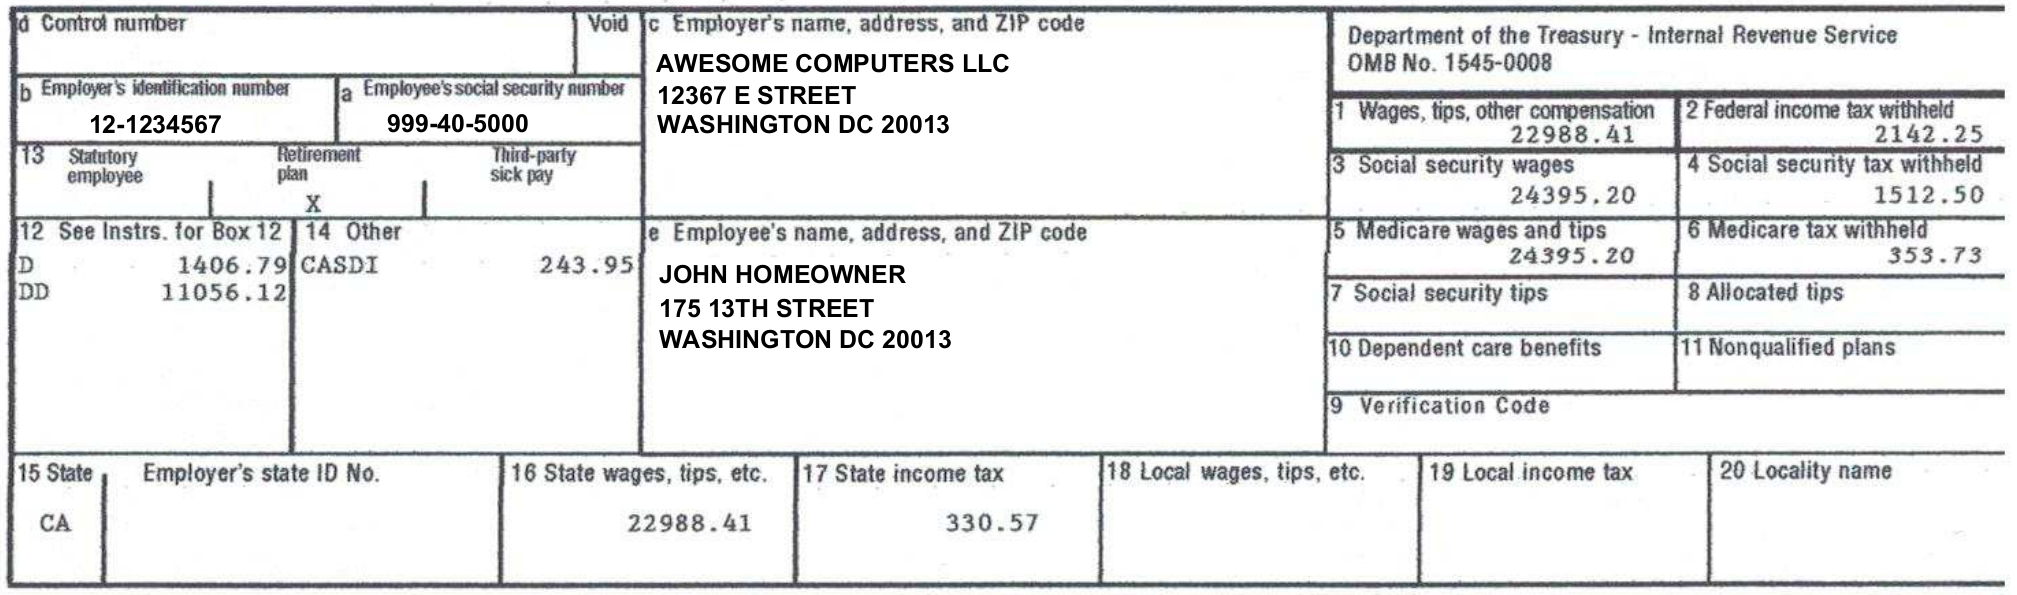 d Control number
Void
c Employer's name, address, and ZIP code
AWESOME COMPUTERS LLC
12367 E STREET
WASHINGTON DC 20013
Department of the Treasury - Internal Revenue Service
OMB No. 1545-0008
b Employer's identification number
12-1234567
a Employee's social security number
999-40-5000
1 Wages, tips, other compensation
22988.41
2 Federal income tax withheld
2142.25
13 Statutory employee
Retirement plan
X
Third-party sick pay
3 Social security wages
24395.20
4 Social security tax withheld
1512.50
12 See Instrs. for Box 12
D 1406.79
DD 11056.12
14 Other
CASDI 243.95
e Employee's name, address, and ZIP code
JOHN HOMEOWNER
175 13TH STREET
WASHINGTON DC 20013
5 Medicare wages and tips
24395.20
6 Medicare tax withheld
353.73
7 Social security tips
8 Allocated tips
10 Dependent care benefits
11 Nonqualified plans
9 Verification Code
15 State
CA
Employer's state ID No.
16 State wages, tips, etc.
22988.41
17 State income tax
330.57
18 Local wages, tips, etc.
19 Local income tax
20 Locality name